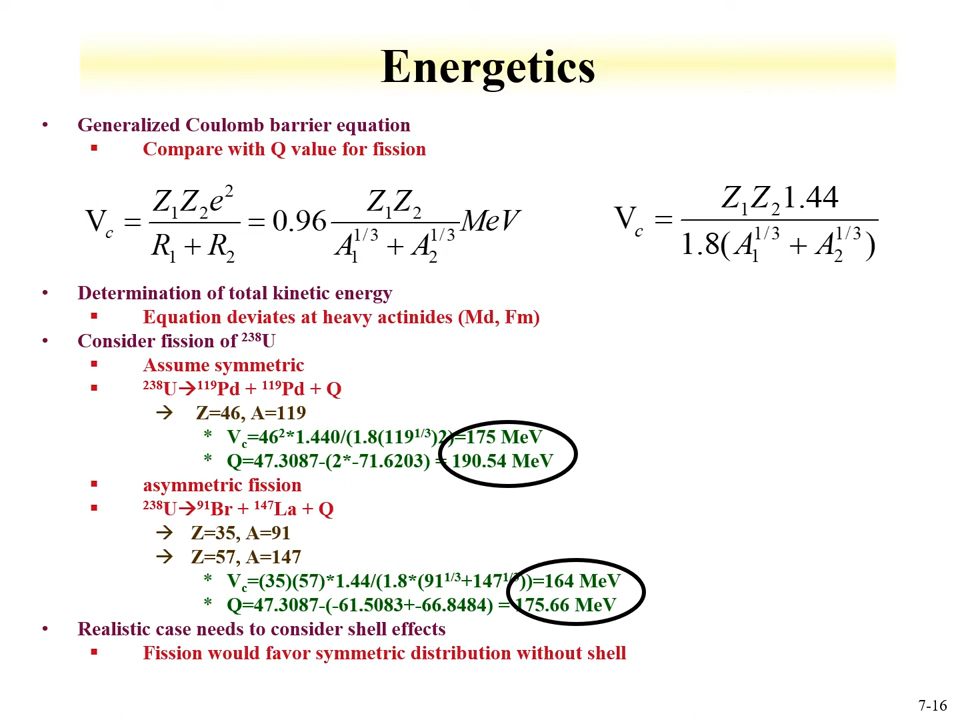 Energetics
• Generalized Coulomb barrier equation
▪ Compare with Q value for fission
V_c = Z₁Z₂e² / (R₁ + R₂) = 0.96 Z₁Z₂ / (A₁^1/3 + A₂^1/3) MeV
V_c = Z₁Z₂1.44 / 1.8(A₁^1/3 + A₂^1/3)
• Determination of total kinetic energy
▪ Equation deviates at heavy actinides (Md, Fm)
• Consider fission of ²³⁸U
▪ Assume symmetric
▪ ²³⁸U→¹¹⁹Pd + ¹¹⁹Pd + Q
→ Z=46, A=119
* V_c=46²*1.440/(1.8(119^1/3)2)=175 MeV
* Q=47.3087-(2*-71.6203) = 190.54 MeV
▪ asymmetric fission
▪ ²³⁸U→⁹¹Br + ¹⁴⁷La + Q
→ Z=35, A=91
→ Z=57, A=147
* V_c=(35)(57)*1.44/(1.8*(91^1/3+147^1/3))=164 MeV
* Q=47.3087-(-61.5083+-66.8484) = 175.66 MeV
• Realistic case needs to consider shell effects
▪ Fission would favor symmetric distribution without shell
7-16